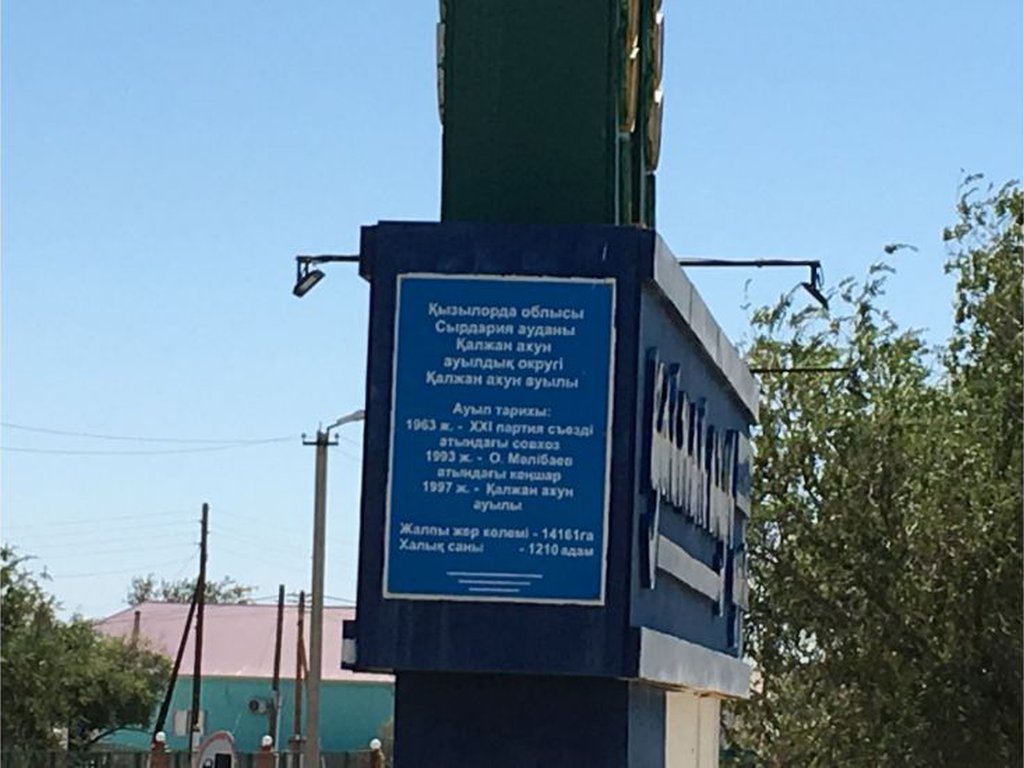 Қызылорда облысы
Сырдария ауданы
Қалжан ахун
ауылдық округі
Қалжан ахун ауылы
Ауыл тарихы:
1963 ж. - XXI партия съезді
атындағы совхоз
1993 ж. - О. Мәлібаев
атындағы кеңшар
1997 ж. - Қалжан ахун
ауылы
Жалпы жер көлемі - 14161га
Халық саны - 1210 адам